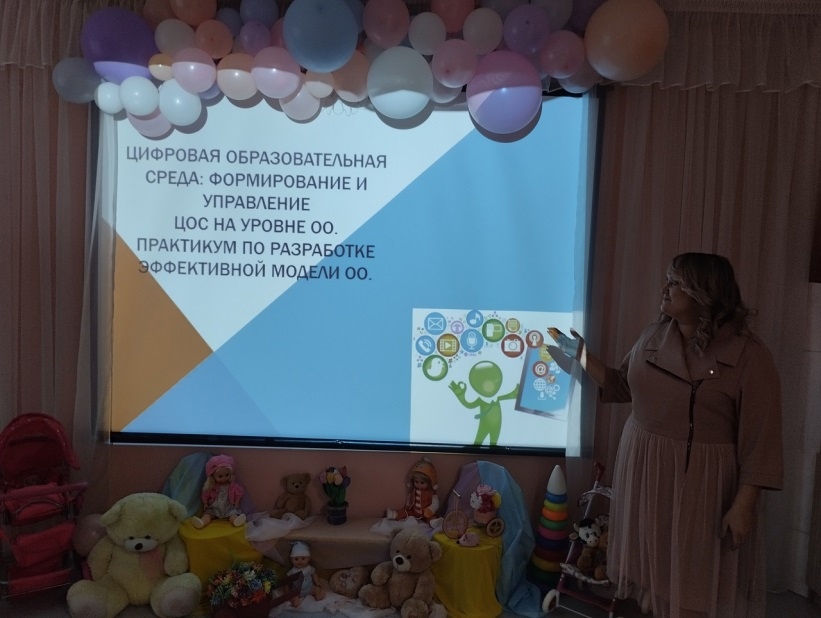 ЦИФРОВАЯ ОБРАЗОВАТЕЛЬНАЯ
СРЕДА: ФОРМИРОВАНИЕ И
УПРАВЛЕНИЕ
ЦОС НА УРОВНЕ ОО.
ПРАКТИКУМ ПО РАЗРАБОТКЕ
ЭФФЕКТИВНОЙ МОДЕЛИ ОО.